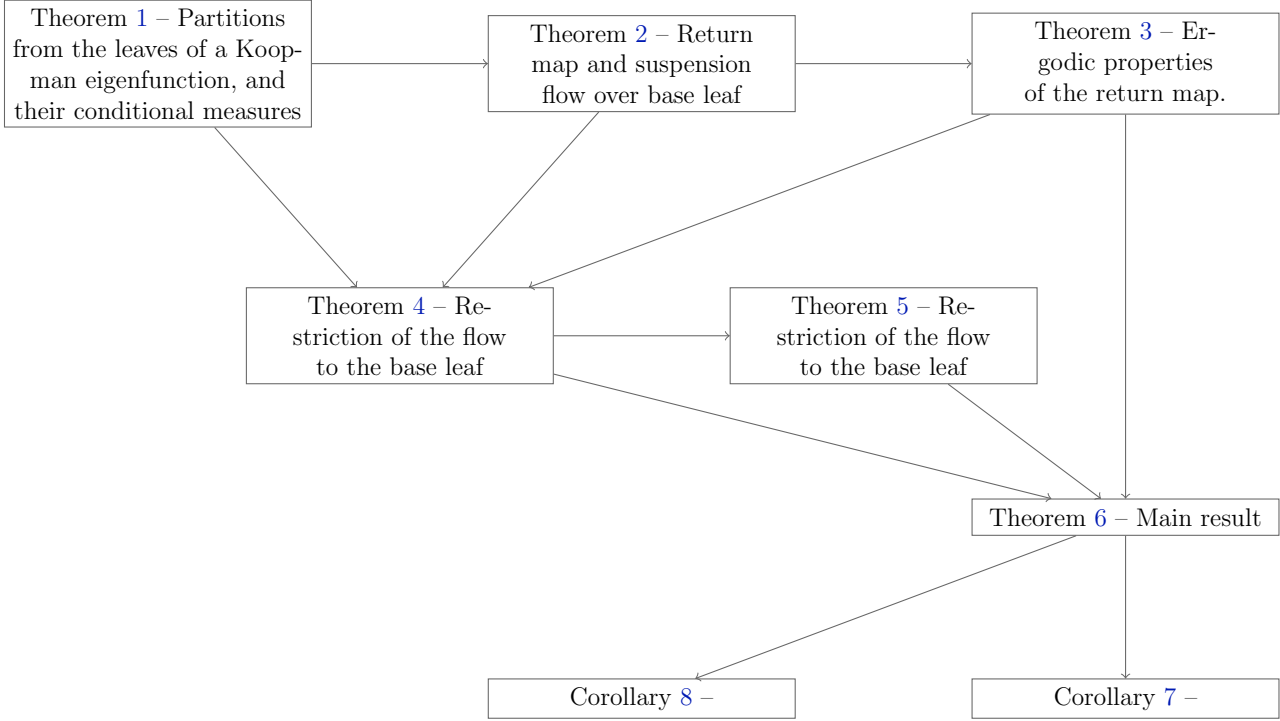 Theorem 1 – Partitions
from the leaves of a Koop-
man eigenfunction, and
their conditional measures
Theorem 2 – Return
map and suspension
flow over base leaf
Theorem 3 – Er-
godic properties
of the return map.
Theorem 4 – Re-
striction of the flow
to the base leaf
Theorem 5 – Re-
striction of the flow
to the base leaf
Theorem 6 – Main result
Corollary 8 –
Corollary 7 –